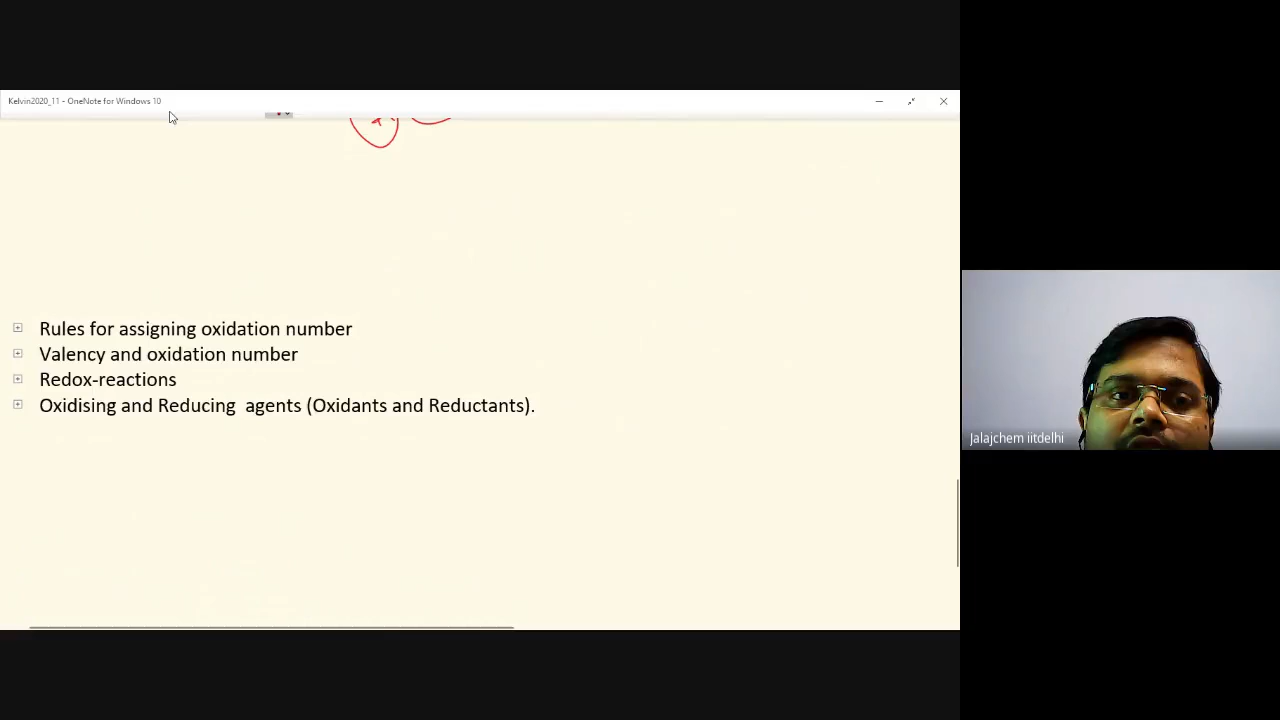 Kelvin2020_11 - OneNote for Windows 10
Rules for assigning oxidation number
Valency and oxidation number
Redox-reactions
Oxidising and Reducing agents (Oxidants and Reductants).
Jalajchem iitdelhi